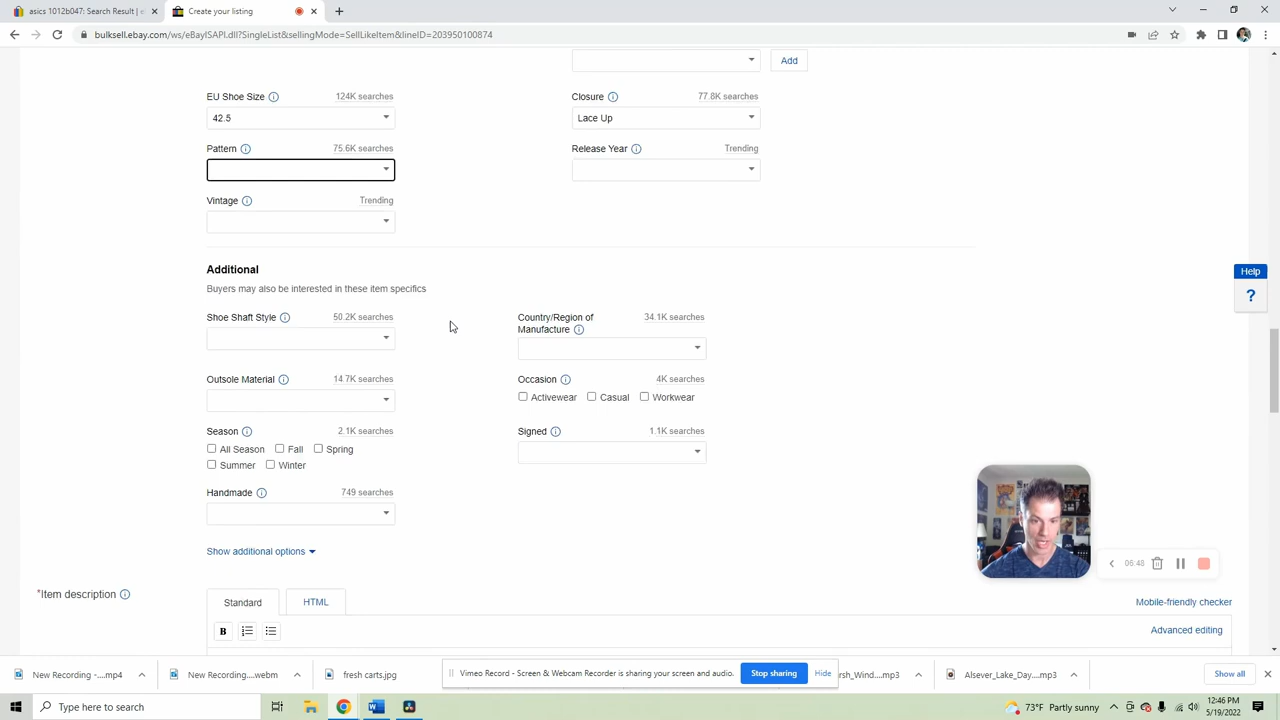 asics 1012b047: Search Result | e
Create your listing
bulksell.ebay.com/ws/eBayISAPI.dll?SingleList&sellingMode=SellLikeItem&lineID=203950100874
Add
EU Shoe Size 124K searches
Closure 77.8K searches
42.5
Lace Up
Pattern 75.6K searches
Release Year Trending
Vintage Trending
Additional
Buyers may also be interested in these item specifics
Shoe Shaft Style 50.2K searches
Country/Region of
Manufacture
34.1K searches
Outsole Material 14.7K searches
Occasion 4K searches
Activewear Casual Workwear
Season 2.1K searches
Signed 1.1K searches
All Season Fall Spring
Summer Winter
Handmade 749 searches
Show additional options
Help
?
06:48
*Item description
Standard
HTML
Mobile-friendly checker
B
Advanced editing
New Recording -....mp4
New Recording....webm
fresh carts.jpg
Vimeo Record - Screen & Webcam Recorder is sharing your screen and audio.
Stop sharing
Hide
rsh_Wind....mp3
Alsever_Lake_Day....mp3
Show all
Type here to search
73°F Partly sunny
12:46 PM
5/19/2022